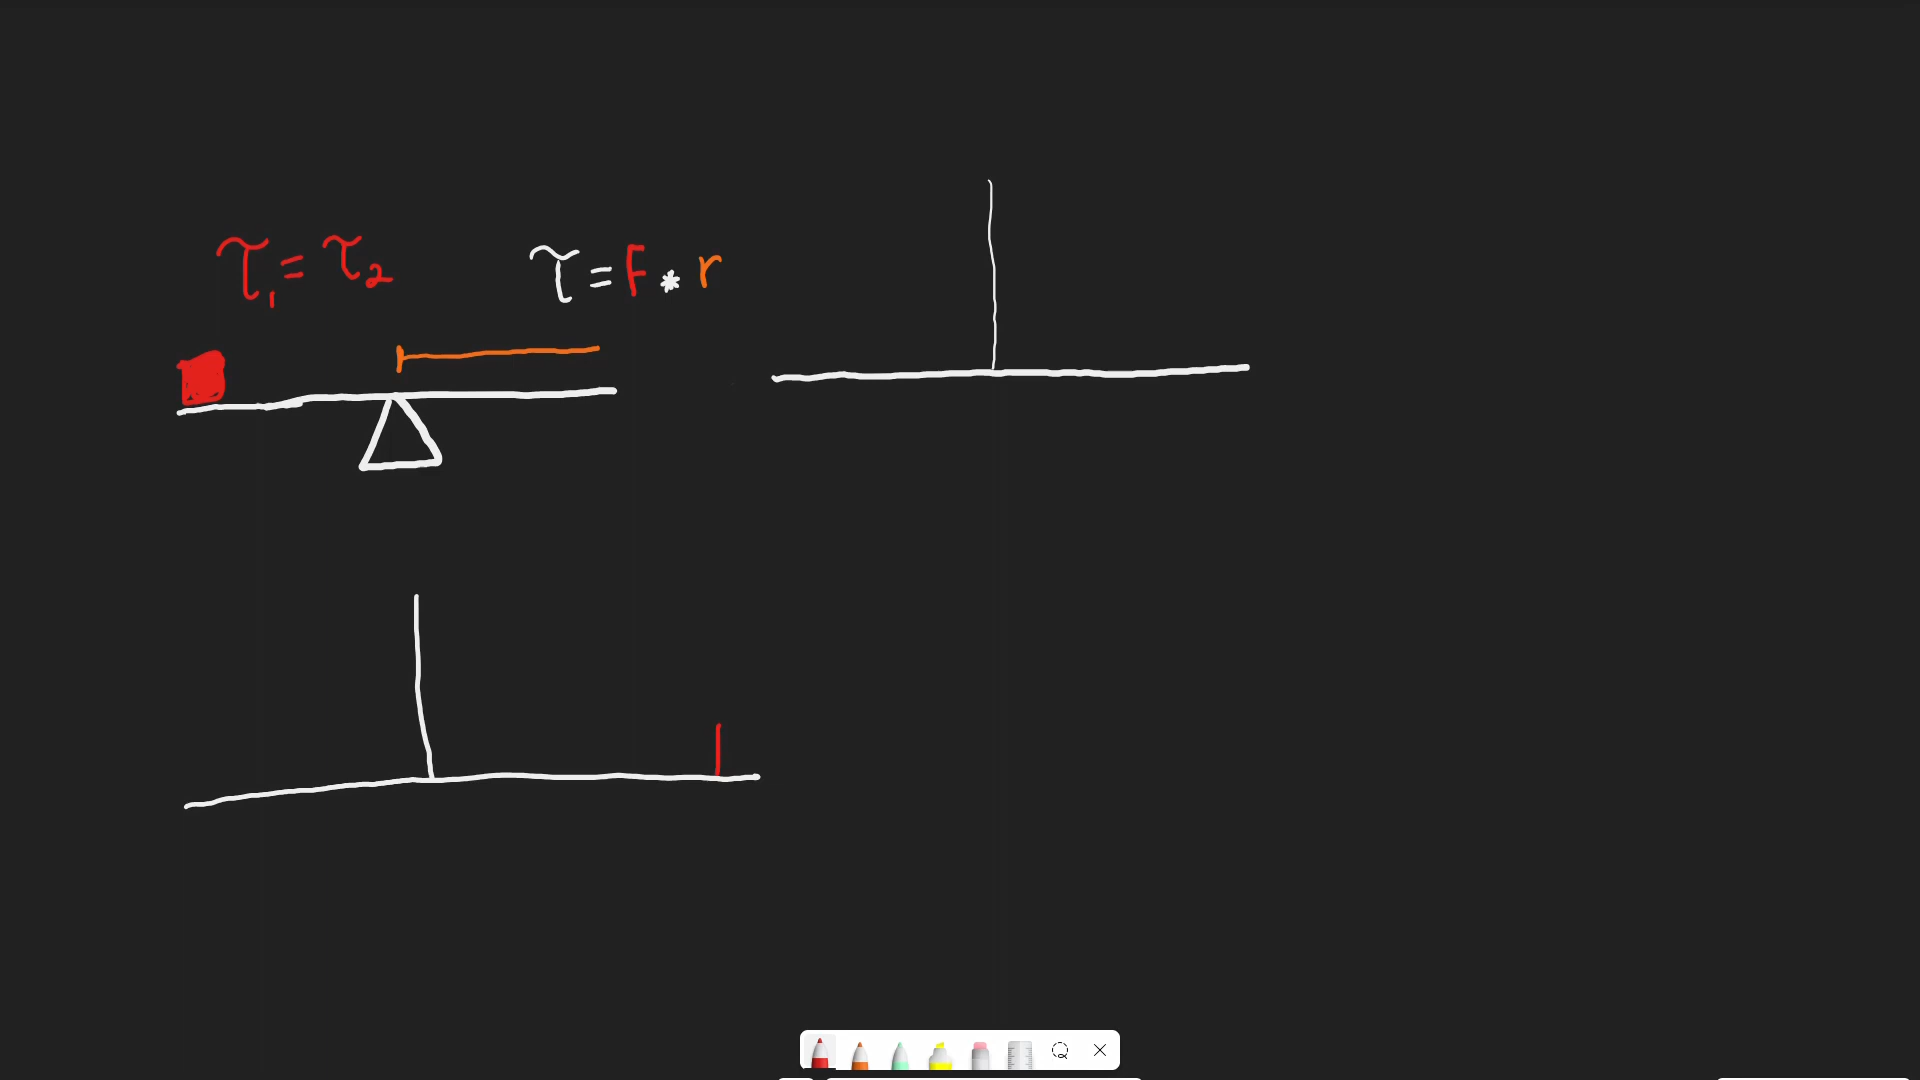 τ₁ = τ₂
τ = F * r